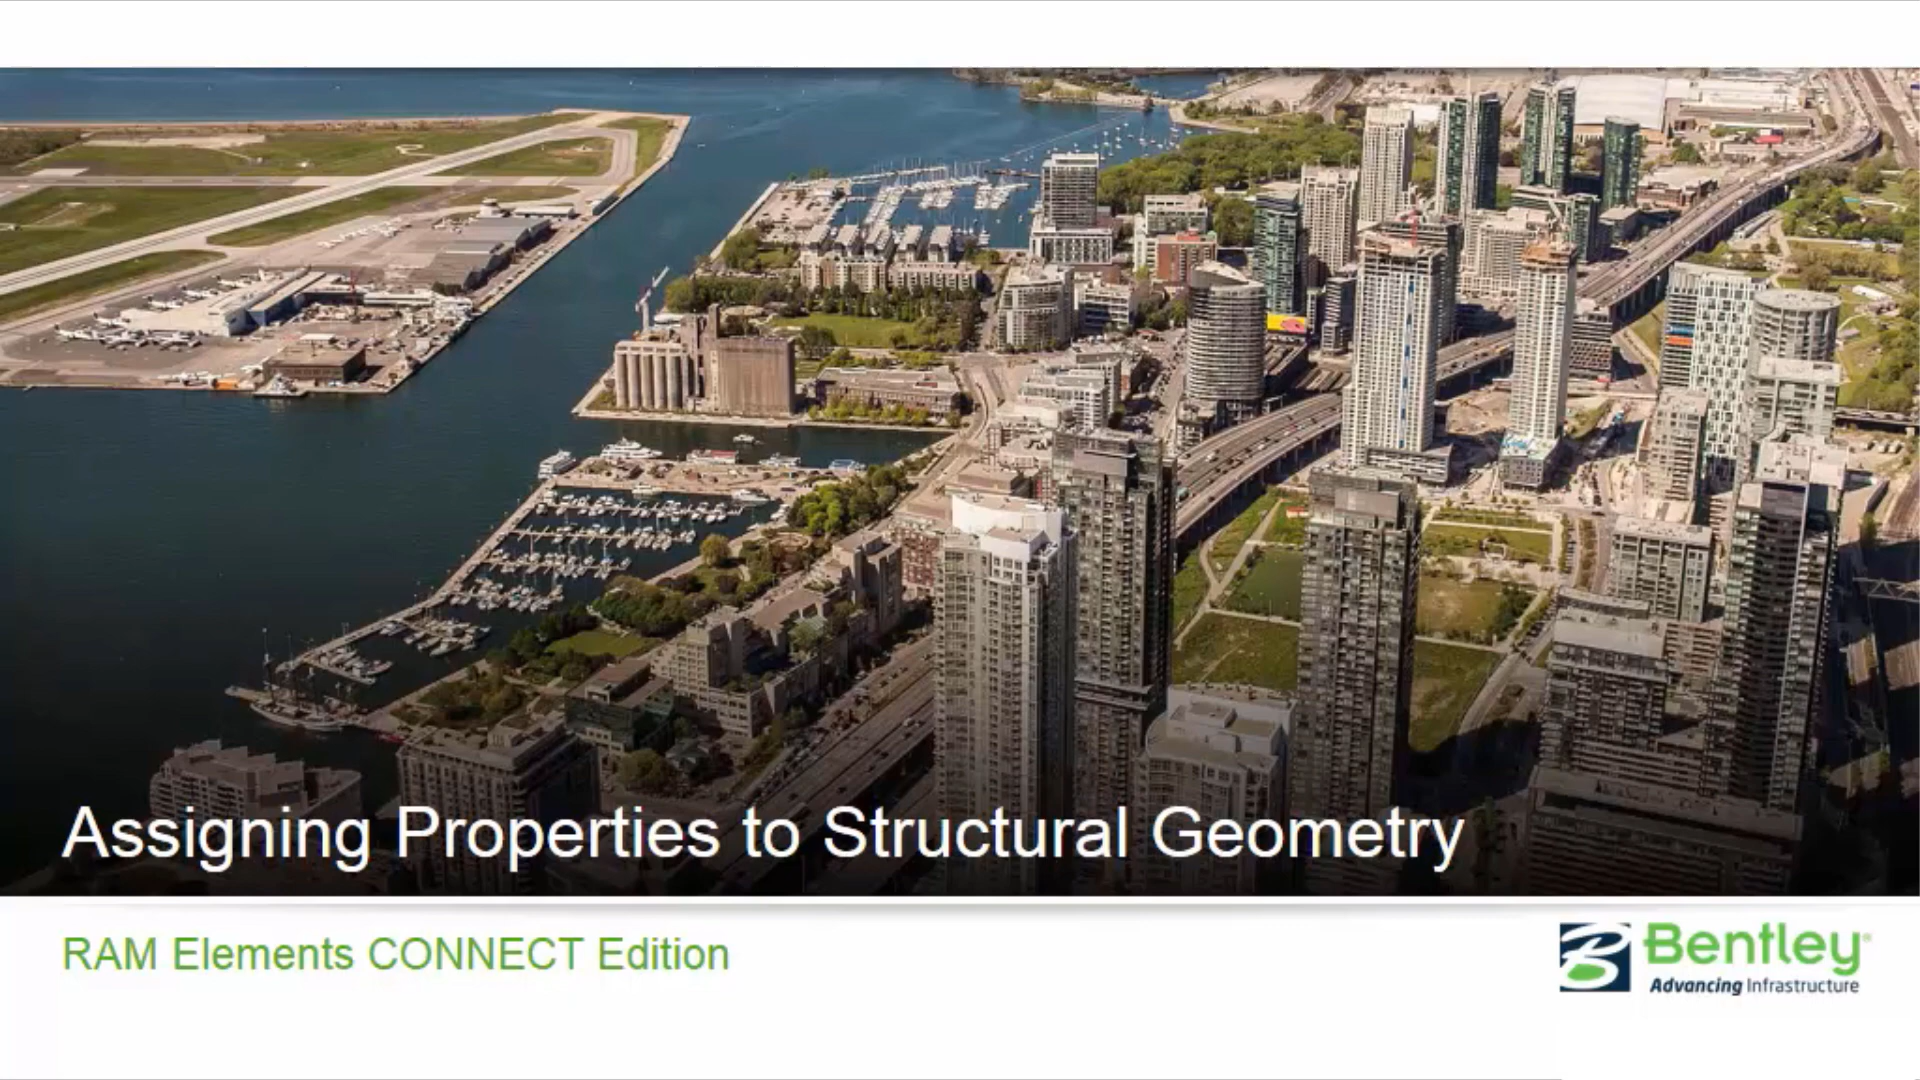 Assigning Properties to Structural Geometry
RAM Elements CONNECT Edition
Bentley®
Advancing Infrastructure